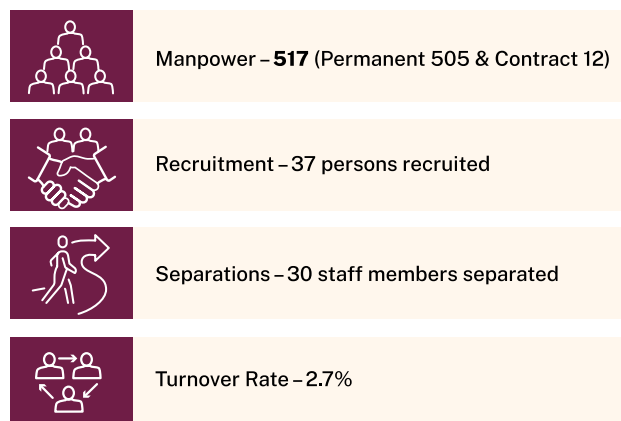 Manpower – 517 (Permanent 505 & Contract 12)
Recruitment – 37 persons recruited
Separations – 30 staff members separated
Turnover Rate – 2.7%